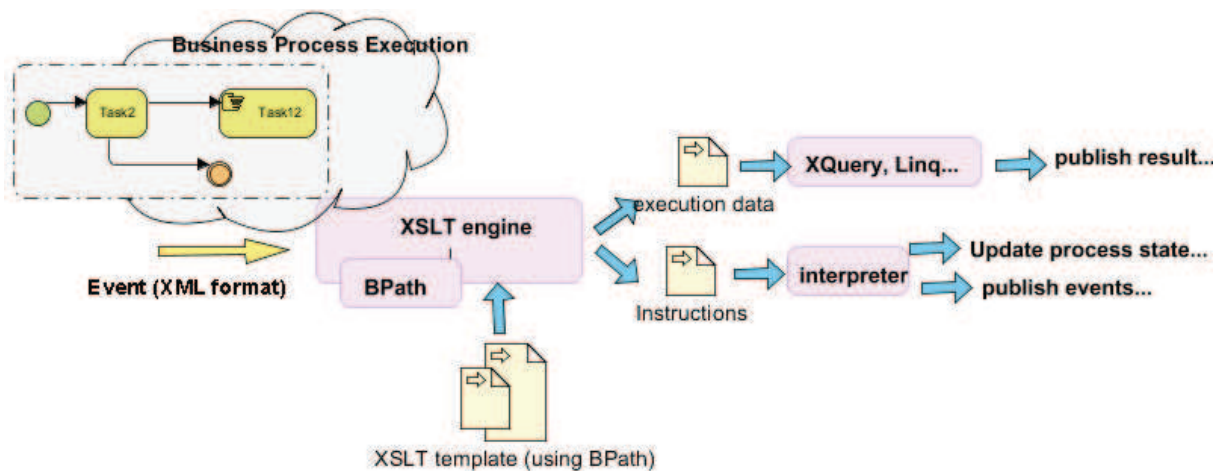 Business Process Execution
Task2
Task12
XQuery, Linq...
publish result...
execution data
XSLT engine
Update process state...
interpreter
Event (XML format)
BPath
publish events...
Instructions
XSLT template (using BPath)